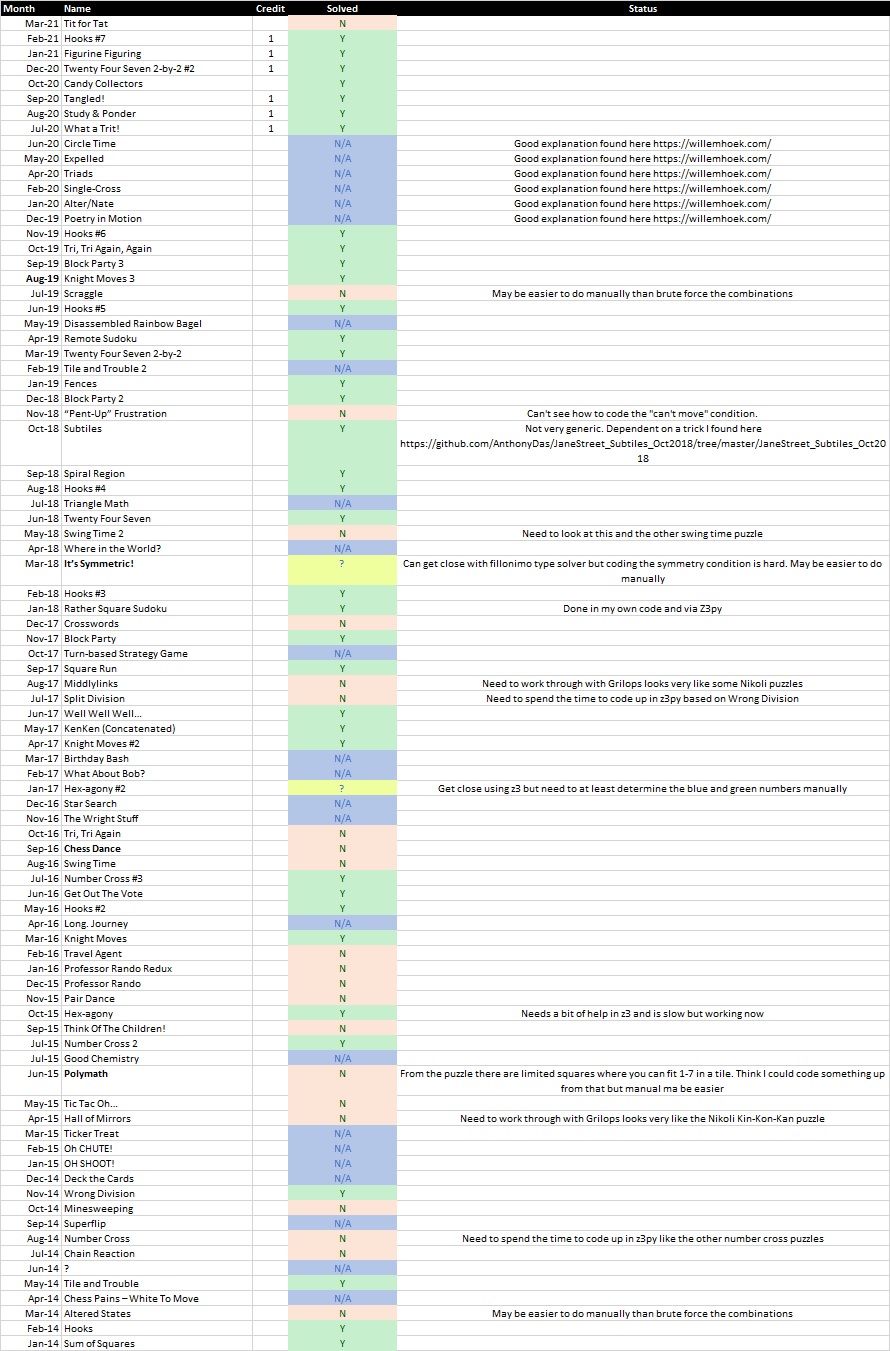 Month Name Credit Solved Status
Mar-21 Tit for Tat N
Feb-21 Hooks #7 1 Y
Jan-21 Figurine Figuring 1 Y
Dec-20 Twenty Four Seven 2-by-2 #2 1 Y
Oct-20 Candy Collectors Y
Sep-20 Tangled! 1 Y
Aug-20 Study & Ponder 1 Y
Jul-20 What a Trit! 1 Y
Jun-20 Circle Time N/A Good explanation found here https://willemhoek.com/
May-20 Expelled N/A Good explanation found here https://willemhoek.com/
Apr-20 Triads N/A Good explanation found here https://willemhoek.com/
Feb-20 Single-Cross N/A Good explanation found here https://willemhoek.com/
Jan-20 Alter/Nate N/A Good explanation found here https://willemhoek.com/
Dec-19 Poetry in Motion N/A Good explanation found here https://willemhoek.com/
Nov-19 Hooks #6 Y
Oct-19 Tri, Tri Again, Again Y
Sep-19 Block Party 3 Y
Aug-19 Knight Moves 3 Y
Jul-19 Scraggle N May be easier to do manually than brute force the combinations
Jun-19 Hooks #5 Y
May-19 Disassembled Rainbow Bagel N/A
Apr-19 Remote Sudoku Y
Mar-19 Twenty Four Seven 2-by-2 Y
Feb-19 Tile and Trouble 2 N/A
Jan-19 Fences Y
Dec-18 Block Party 2 Y
Nov-18 “Pent-Up” Frustration N Can't see how to code the "can't move" condition.
Oct-18 Subtiles Y Not very generic. Dependent on a trick I found here
https://github.com/AnthonyDas/JaneStreet_Subtiles_Oct2018/tree/master/JaneStreet_Subtiles_Oct20
18
Sep-18 Spiral Region Y
Aug-18 Hooks #4 Y
Jul-18 Triangle Math N/A
Jun-18 Twenty Four Seven Y
May-18 Swing Time 2 N Need to look at this and the other swing time puzzle
Apr-18 Where in the World? N/A
Mar-18 It’s Symmetric! ? Can get close with fillonimo type solver but coding the symmetry condition is hard. May be easier to do
manually
Feb-18 Hooks #3 Y
Jan-18 Rather Square Sudoku Y Done in my own code and via Z3py
Dec-17 Crosswords N
Nov-17 Block Party Y
Oct-17 Turn-based Strategy Game N/A
Sep-17 Square Run Y
Aug-17 Middlylinks N Need to work through with Grilops looks very like some Nikoli puzzles
Jul-17 Split Division N Need to spend the time to code up in z3py based on Wrong Division
Jun-17 Well Well Well… Y
May-17 KenKen (Concatenated) Y
Apr-17 Knight Moves #2 Y
Mar-17 Birthday Bash N/A
Feb-17 What About Bob? N/A
Jan-17 Hex-agony #2 ? Get close using z3 but need to at least determine the blue and green numbers manually
Dec-16 Star Search N/A
Nov-16 The Wright Stuff N/A
Oct-16 Tri, Tri Again N
Sep-16 Chess Dance N
Aug-16 Swing Time N
Jul-16 Number Cross #3 Y
Jun-16 Get Out The Vote Y
May-16 Hooks #2 Y
Apr-16 Long. Journey N/A
Mar-16 Knight Moves Y
Feb-16 Travel Agent N
Jan-16 Professor Rando Redux N
Dec-15 Professor Rando N
Nov-15 Pair Dance N
Oct-15 Hex-agony Y Needs a bit of help in z3 and is slow but working now
Sep-15 Think Of The Children! N
Jul-15 Number Cross 2 Y
Jul-15 Good Chemistry N/A
Jun-15 Polymath N From the puzzle there are limited squares where you can fit 1-7 in a tile. Think I could code something up
from that but manual ma be easier
May-15 Tic Tac Oh… N
Apr-15 Hall of Mirrors N Need to work through with Grilops looks very like the Nikoli Kin-Kon-Kan puzzle
Mar-15 Ticker Treat N/A
Feb-15 Oh CHUTE! N/A
Jan-15 OH SHOOT! N/A
Dec-14 Deck the Cards N/A
Nov-14 Wrong Division Y
Oct-14 Minesweeping N
Sep-14 Superflip N/A
Aug-14 Number Cross N Need to spend the time to code up in z3py like the other number cross puzzles
Jul-14 Chain Reaction N
Jun-14 ? N/A
May-14 Tile and Trouble Y
Apr-14 Chess Pains – White To Move N/A
Mar-14 Altered States N May be easier to do manually than brute force the combinations
Feb-14 Hooks Y
Jan-14 Sum of Squares Y